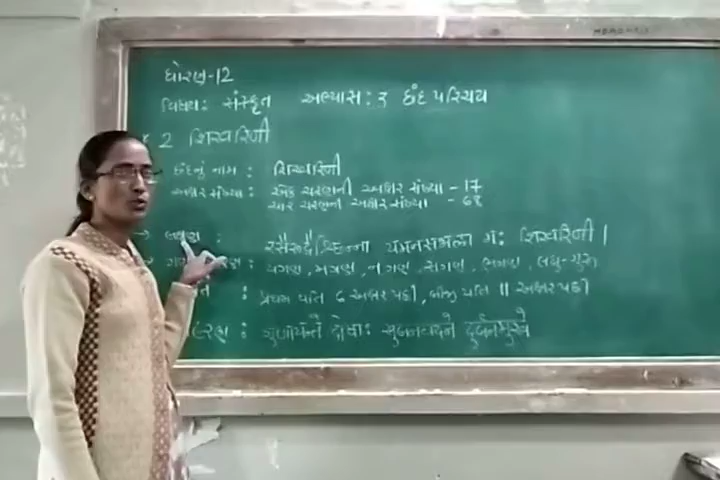 ધોરણ-12
વિષય: સંસ્કૃત અભ્યાસ: ૨ છંદ પરિચય
* 2 શિખરિણી
છંદનું નામ : શિખરિણી
અક્ષર સંખ્યા : એક ચરણની અક્ષર સંખ્યા - 17
ચાર ચરણની અક્ષર સંખ્યા - 68
→ લક્ષણ : રસૈરુદ્રૈશ્છિન્ના યમનસભલા ગઃ શિખરિણી |
: યગણ, મગણ, નગણ, સગણ, ભગણ, લઘુ-ગુરુ
: પ્રથમ યતિ 6 અક્ષર પછી, બીજી યતિ 11 અક્ષર પછી
: ગુણાયન્તે દોષાઃ સુજનવદને દુર્જનમુખે